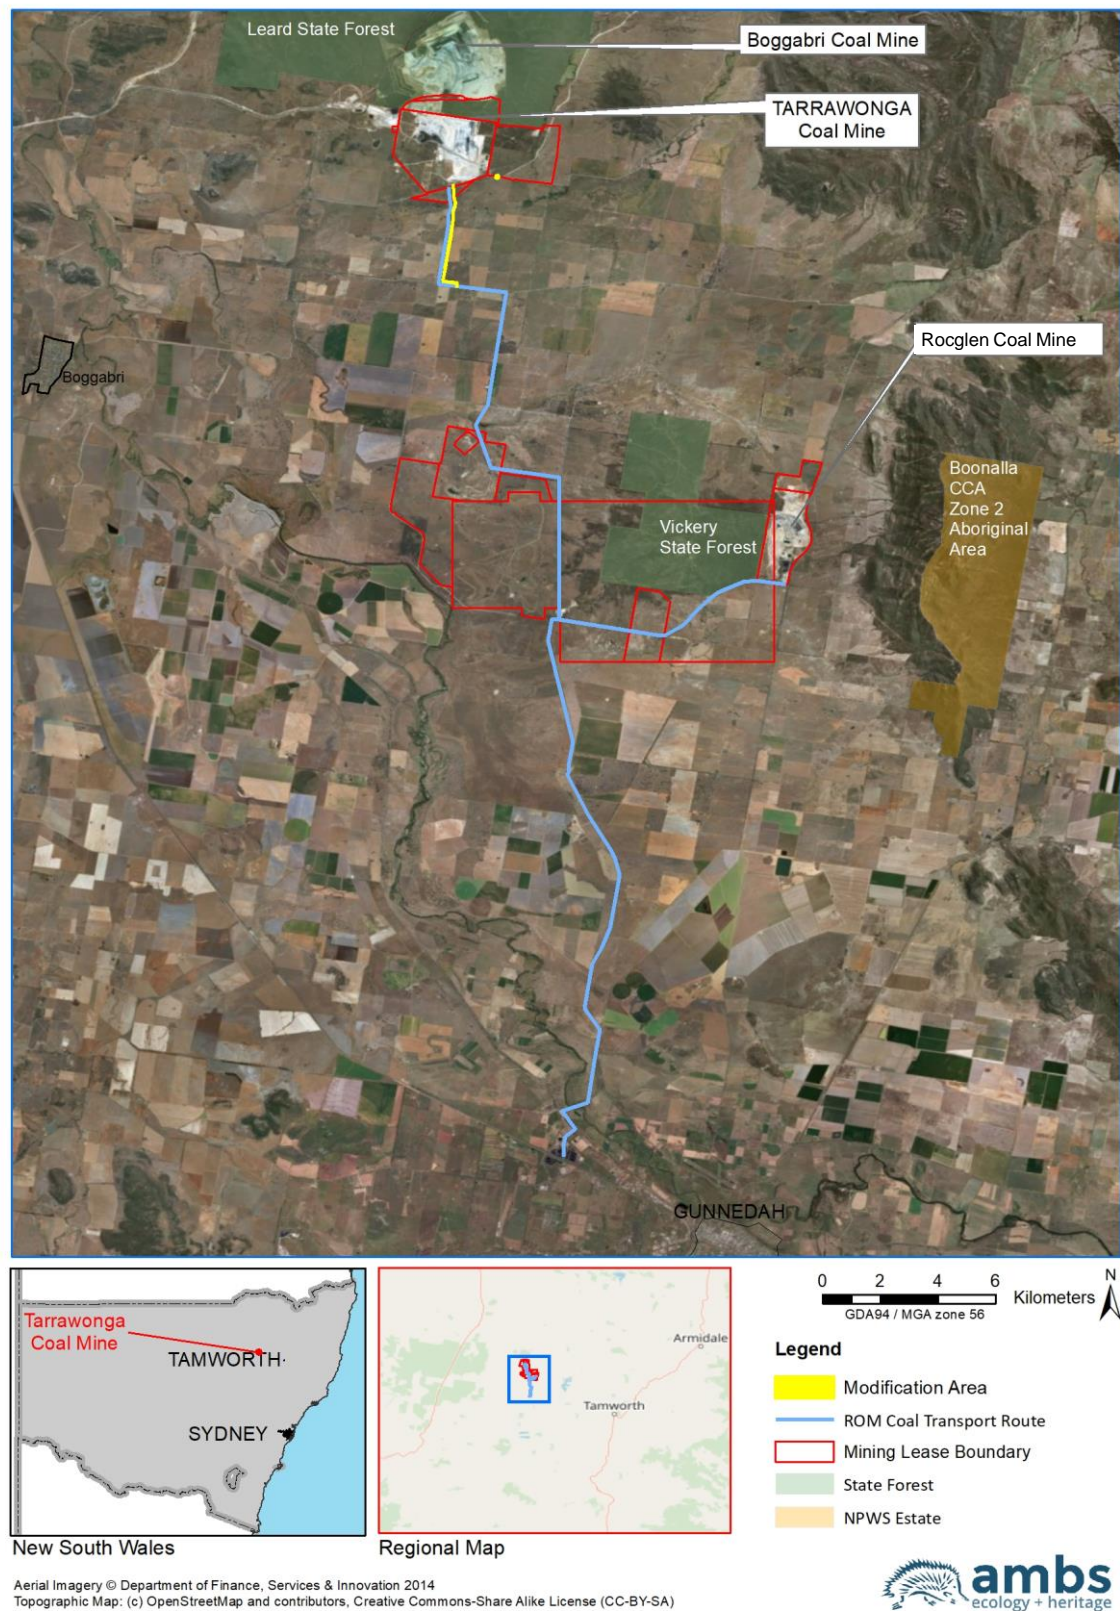 Leard State Forest
Boggabri Coal Mine
TARRAWONGA
Coal Mine
Rocglen Coal Mine
Boggabri
Boonalla
CCA
Zone 2
Aboriginal
Area
Vickery
State Forest
GUNNEDAH
Tarrawonga
Coal Mine
TAMWORTH
SYDNEY
New South Wales
Armidale
Tamworth
Regional Map
0 2 4 6
Kilometers
N
GDA94 / MGA zone 56
Legend
Modification Area
ROM Coal Transport Route
Mining Lease Boundary
State Forest
NPWS Estate
Aerial Imagery © Department of Finance, Services & Innovation 2014
Topographic Map: (c) OpenStreetMap and contributors, Creative Commons-Share Alike License (CC-BY-SA)
ambs
ecology + heritage